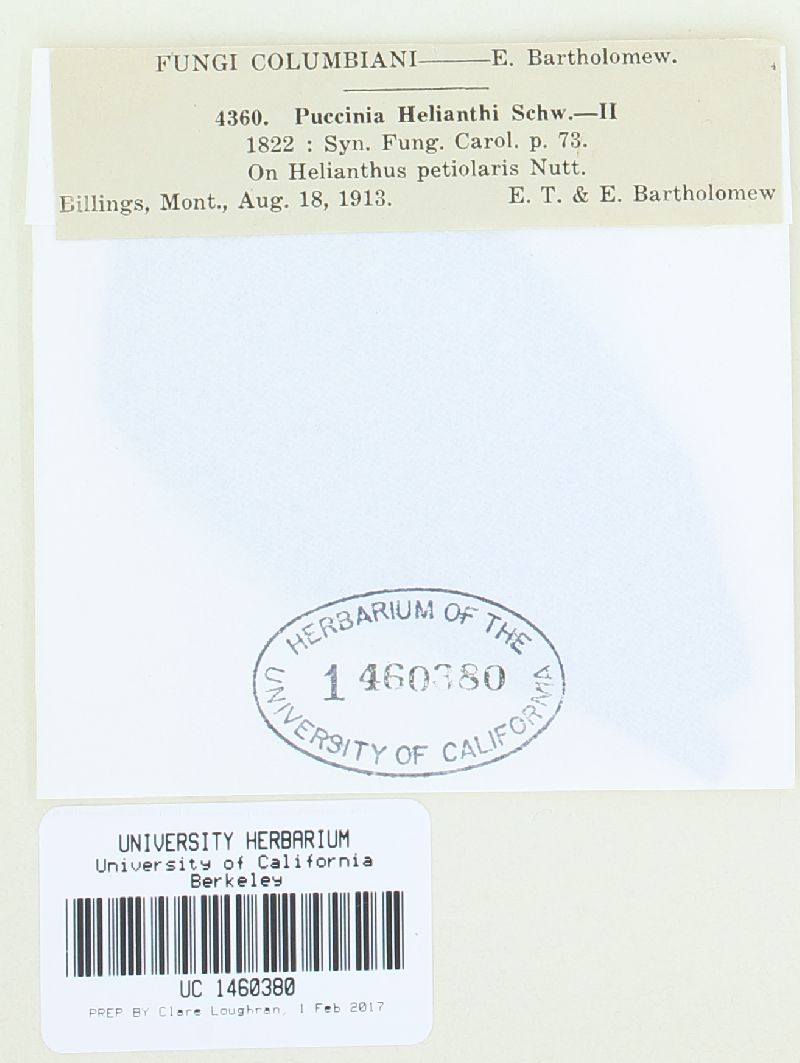 FUNGI COLUMBIANI——E. Bartholomew.
4360. Puccinia Helianthi Schw.—II
1822 : Syn. Fung. Carol. p. 73.
On Helianthus petiolaris Nutt.
Billings, Mont., Aug. 18, 1913. E. T. & E. Bartholomew
HERBARIUM OF THE
1460380
UNIVERSITY OF CALIFORNIA
UNIVERSITY HERBARIUM
University of California
Berkeley
UC 1460380
PREP BY Clare Loughran, 1 Feb 2017